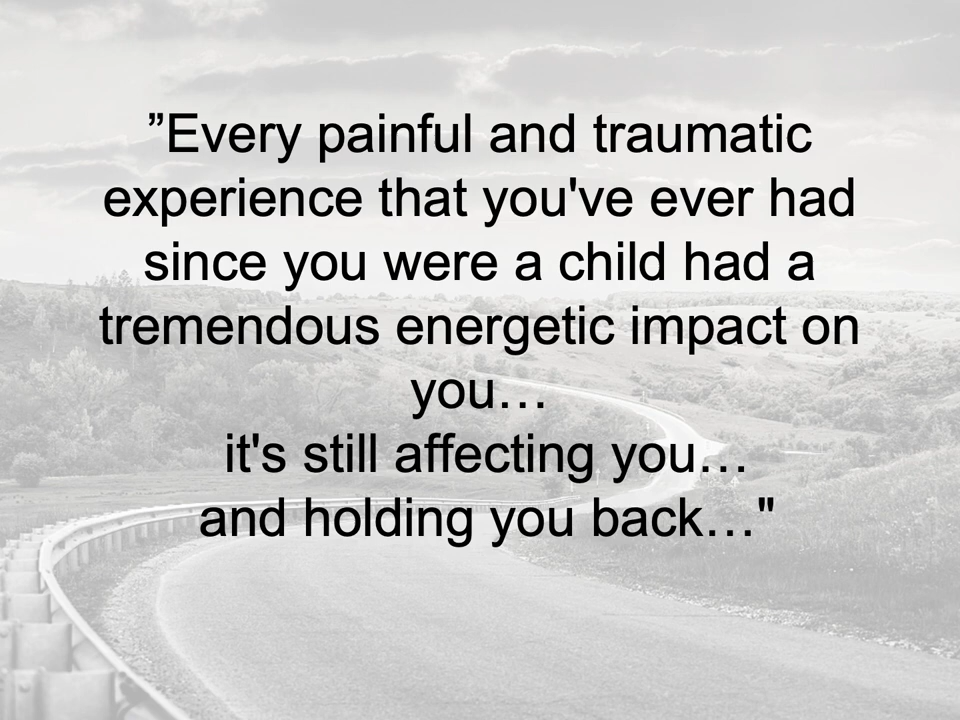 ”Every painful and traumatic
experience that you've ever had
since you were a child had a
tremendous energetic impact on
you…
it's still affecting you…
and holding you back…"